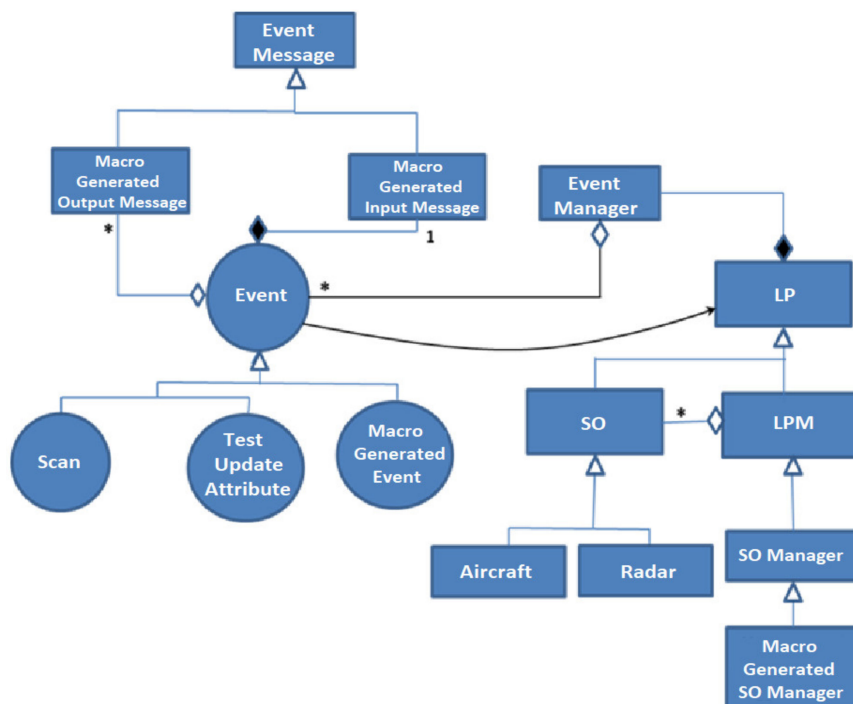 Event
Message
Macro
Generated
Output Message
Macro
Generated
Input Message
Event
Manager
*
1
Event
*
LP
SO
*
LPM
Scan
Test
Update
Attribute
Macro
Generated
Event
Aircraft
Radar
SO Manager
Macro
Generated
SO Manager